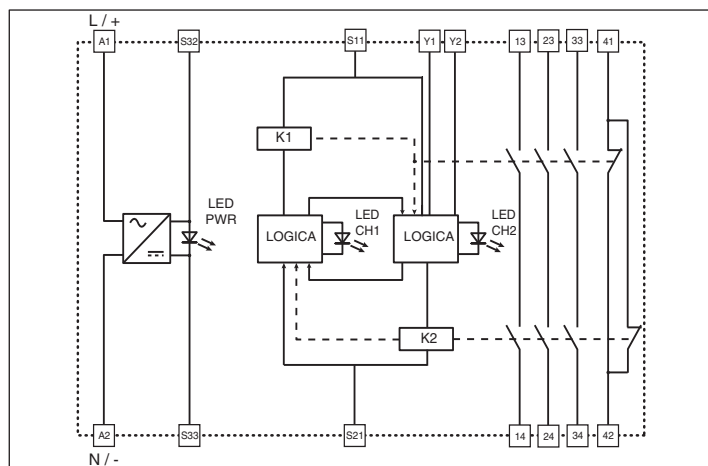 L / +
A1
S32
S11
Y1
Y2
13
23
33
41
K1
LED
PWR
LOGICA
LED
CH1
LOGICA
LED
CH2
K2
A2
S33
S21
14
24
34
42
N / -